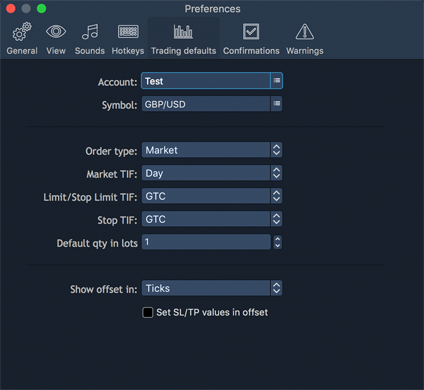 Preferences
General View Sounds Hotkeys Trading defaults Confirmations Warnings
Account: Test
Symbol: GBP/USD
Order type: Market
Market TIF: Day
Limit/Stop Limit TIF: GTC
Stop TIF: GTC
Default qty in lots 1
Show offset in: Ticks
Set SL/TP values in offset